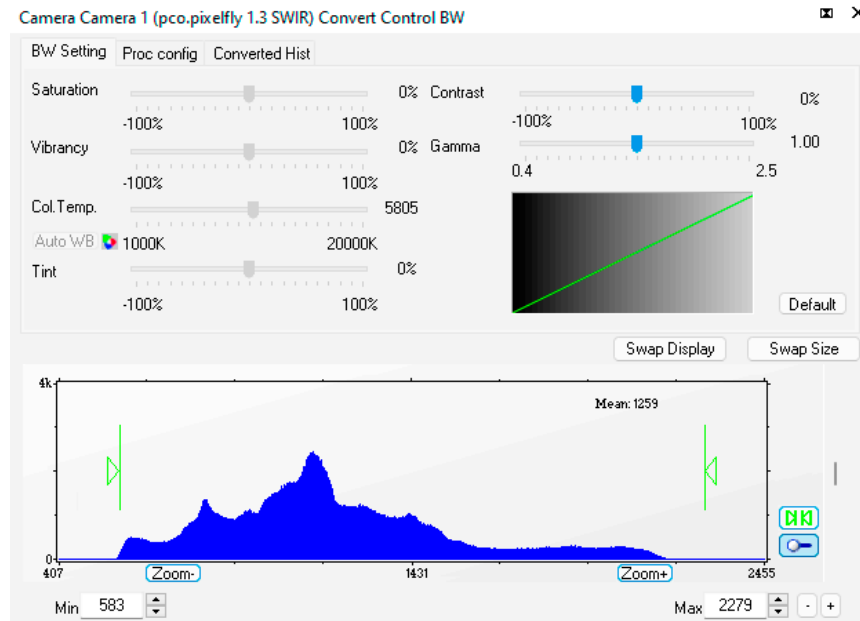 Camera Camera 1 (pco.pixelfly 1.3 SWIR) Convert Control BW
BW Setting Proc config Converted Hist
Saturation 0% Contrast 0%
-100% 100% -100% 100%
Vibrancy 0% Gamma 1.00
-100% 100% 0.4 2.5
Col.Temp. 5805
Auto WB 1000K 20000K
Tint 0%
-100% 100%
Default
Swap Display Swap Size
4k
Mean: 1259
0
407 Zoom- 1431 Zoom+ 2455
Min 583 Max 2279 - +